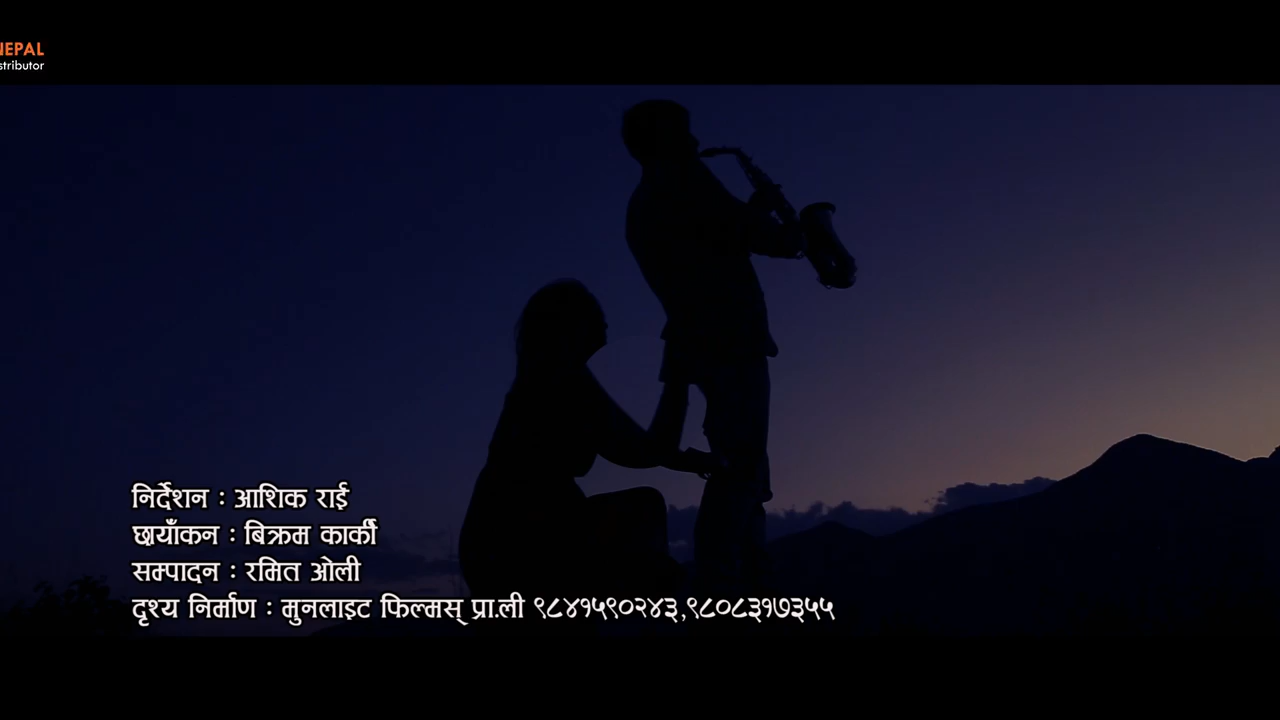 NEPAL
stributor
निर्देशन : आशिक राई
छायाँकन : बिक्रम कार्की
सम्पादन : रमित ओली
दृश्य निर्माण : मुनलाइट फिल्मस् प्रा.ली ९८४१५९०२४३,९८०८३१७३५५